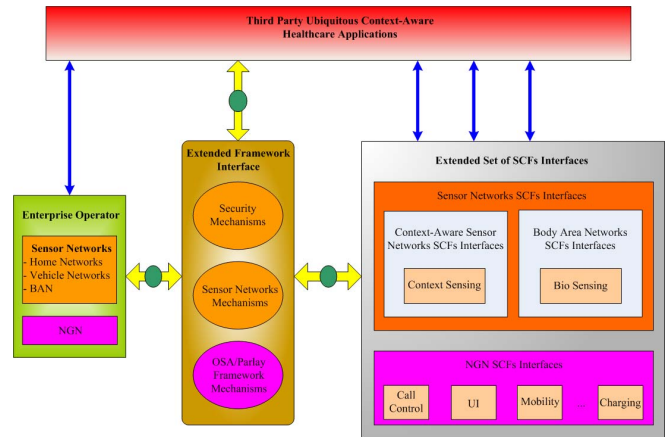 Third Party Ubiquitous Context-Aware
Healthcare Applications
Enterprise Operator
Sensor Networks
- Home Networks
- Vehicle Networks
- BAN
NGN
Extended Framework
Interface
Security
Mechanisms
Sensor Networks
Mechanisms
OSA/Parlay
Framework
Mechanisms
Extended Set of SCFs Interfaces
Sensor Networks SCFs Interfaces
Context-Aware Sensor
Networks SCFs Interfaces
Context Sensing
Body Area Networks
SCFs Interfaces
Bio Sensing
NGN SCFs Interfaces
Call
Control
UI
Mobility
...
Charging